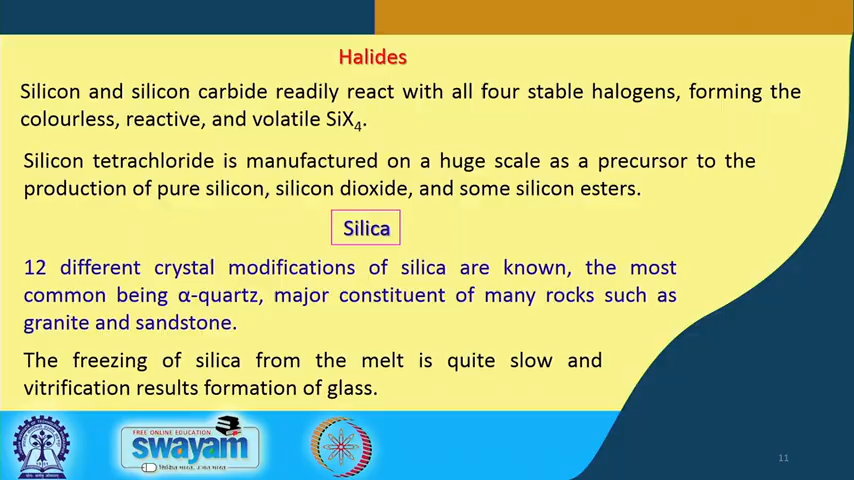 Halides
Silicon and silicon carbide readily react with all four stable halogens, forming the
colourless, reactive, and volatile SiX4.
Silicon tetrachloride is manufactured on a huge scale as a precursor to the
production of pure silicon, silicon dioxide, and some silicon esters.
Silica
12 different crystal modifications of silica are known, the most
common being α-quartz, major constituent of many rocks such as
granite and sandstone.
The freezing of silica from the melt is quite slow and
vitrification results formation of glass.
FREE ONLINE EDUCATION
swayam
11